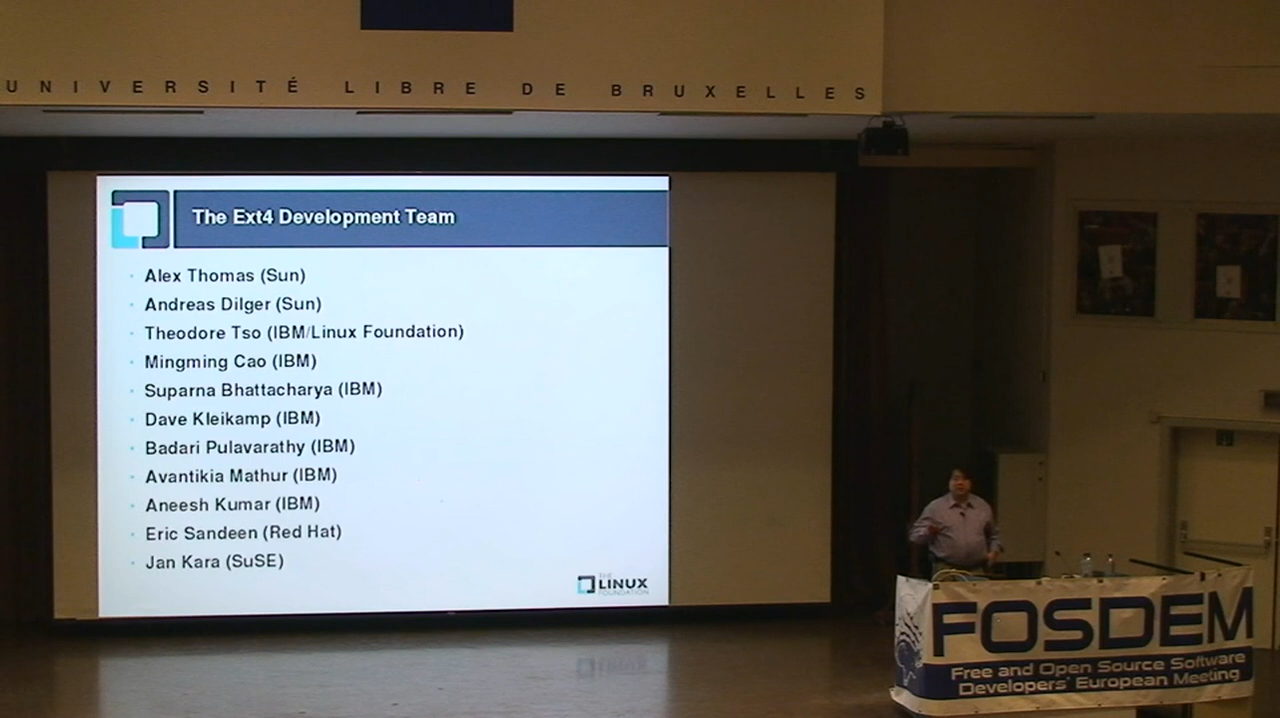 UNIVERSITÉ LIBRE DE BRUXELLES
The Ext4 Development Team
Alex Thomas (Sun)
Andreas Dilger (Sun)
Theodore Tso (IBM/Linux Foundation)
Mingming Cao (IBM)
Suparna Bhattacharya (IBM)
Dave Kleikamp (IBM)
Badari Pulavarathy (IBM)
Avantikia Mathur (IBM)
Aneesh Kumar (IBM)
Eric Sandeen (Red Hat)
Jan Kara (SuSE)
THE
LINUX
FOUNDATION
FOSDEM
Free and Open Source Software
Developers' European Meeting